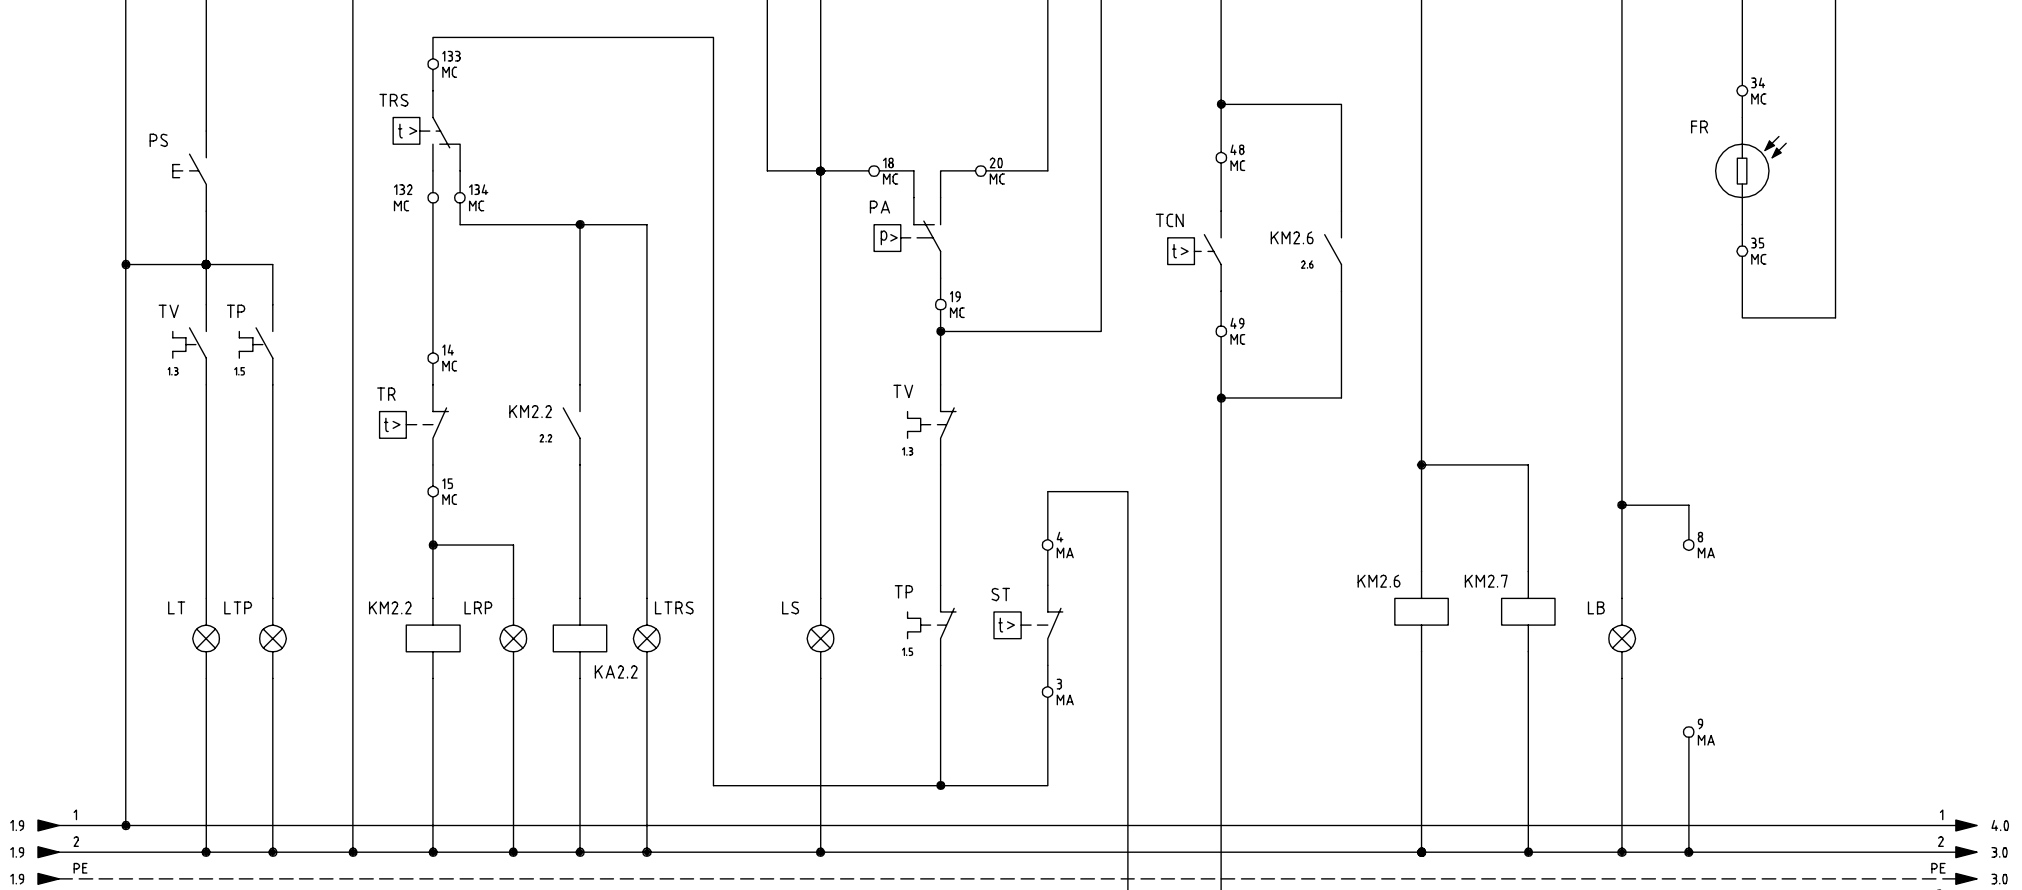 133
MC
34
MC
TRS
t>
FR
PS
48
MC
18
MC
20
MC
132
MC
134
MC
PA
p>
TCN
t>
KM2.6
2.6
35
MC
19
MC
49
MC
TV
1.3
TP
1.5
14
MC
TR
t>
KM2.2
2.2
TV
1.3
15
MC
4
MA
8
MA
KM2.6
KM2.7
LT
LTP
KM2.2
LRP
LTRS
LS
TP
1.5
ST
t>
LB
KA2.2
3
MA
9
MA
1.9
1
1
4.0
1.9
2
2
3.0
1.9
PE
PE
3.0